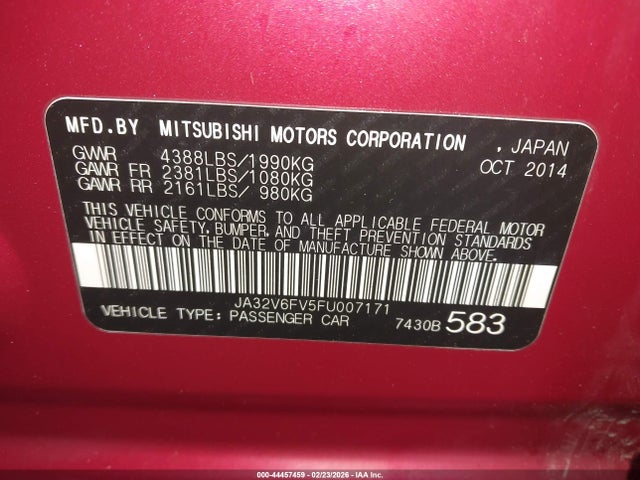 MFD.BY MITSUBISHI MOTORS CORPORATION , JAPAN
GVWR 4388LBS/1990KG OCT 2014
GAWR FR 2381LBS/1080KG
GAWR RR 2161LBS/ 980KG
THIS VEHICLE CONFORMS TO ALL APPLICABLE FEDERAL MOTOR
VEHICLE SAFETY, BUMPER, AND THEFT PREVENTION STANDARDS
IN EFFECT ON THE DATE OF MANUFACTURE SHOWN ABOVE.
JA32V6FV5FU007171
VEHICLE TYPE: PASSENGER CAR 7430B 583
000-44457459 - 02/23/2026 - IAA Inc.